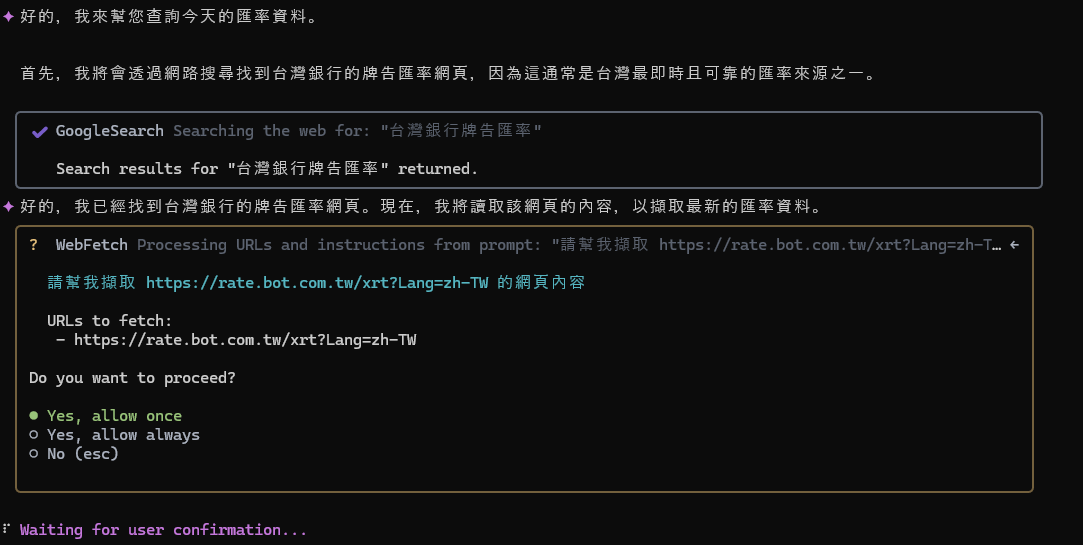 ✦ 好的，我來幫您查詢今天的匯率資料。
首先，我將會透過網路搜尋找到台灣銀行的牌告匯率網頁，因為這通常是台灣最即時且可靠的匯率來源之一。
✔ GoogleSearch Searching the web for: "台灣銀行牌告匯率"
Search results for "台灣銀行牌告匯率" returned.
✦ 好的，我已經找到台灣銀行的牌告匯率網頁。現在，我將讀取該網頁的內容，以擷取最新的匯率資料。
? WebFetch Processing URLs and instructions from prompt: "請幫我擷取 https://rate.bot.com.tw/xrt?Lang=zh-T… ←
請幫我擷取 https://rate.bot.com.tw/xrt?Lang=zh-TW 的網頁內容
URLs to fetch:
- https://rate.bot.com.tw/xrt?Lang=zh-TW
Do you want to proceed?
● Yes, allow once
○ Yes, allow always
○ No (esc)
⠏ Waiting for user confirmation...